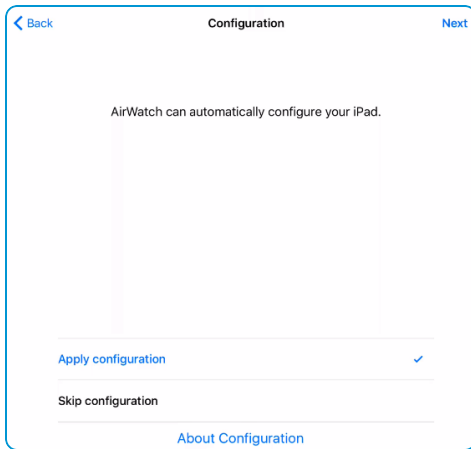 Back Configuration Next
AirWatch can automatically configure your iPad.
Apply configuration
Skip configuration
About Configuration